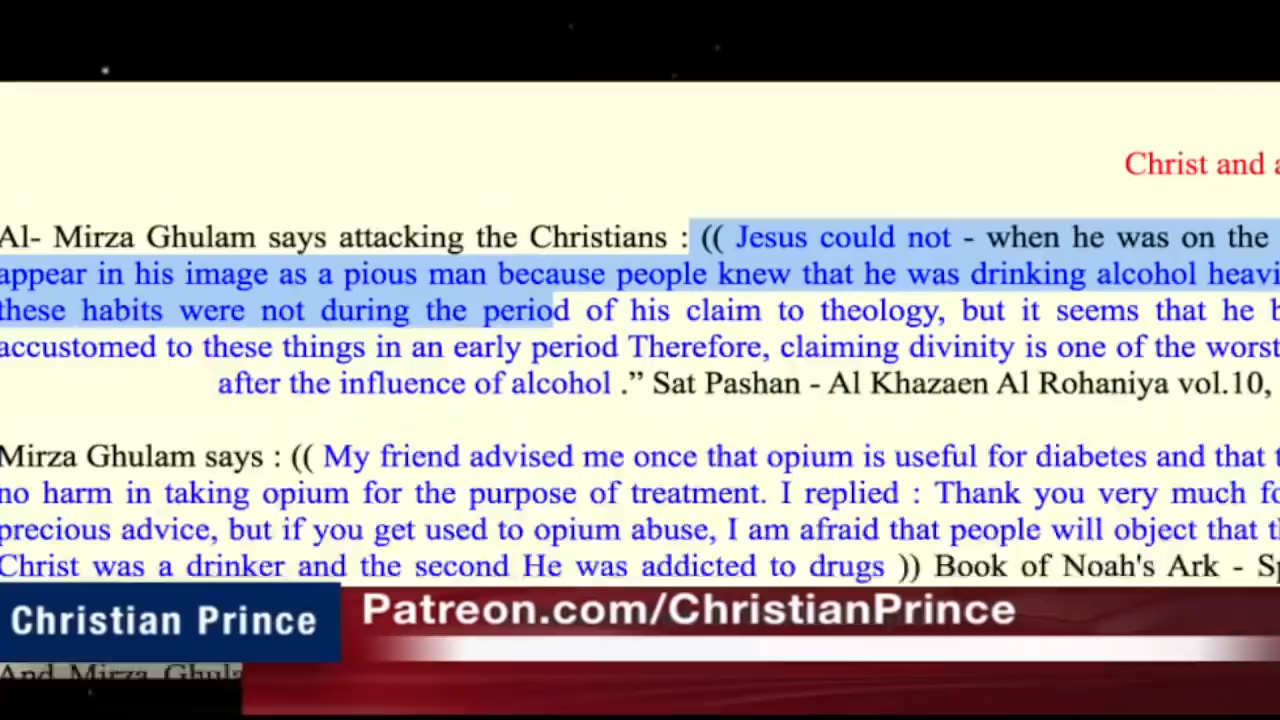 Christ and a
Al- Mirza Ghulam says attacking the Christians : (( Jesus could not - when he was on the
appear in his image as a pious man because people knew that he was drinking alcohol heavi
these habits were not during the period of his claim to theology, but it seems that he b
accustomed to these things in an early period Therefore, claiming divinity is one of the worst
after the influence of alcohol .” Sat Pashan - Al Khazaen Al Rohaniya vol.10,
Mirza Ghulam says : (( My friend advised me once that opium is useful for diabetes and that t
no harm in taking opium for the purpose of treatment. I replied : Thank you very much fo
precious advice, but if you get used to opium abuse, I am afraid that people will object that th
Christ was a drinker and the second He was addicted to drugs )) Book of Noah's Ark - Sp
Christian Prince
Patreon.com/ChristianPrince
And Mirza Ghula